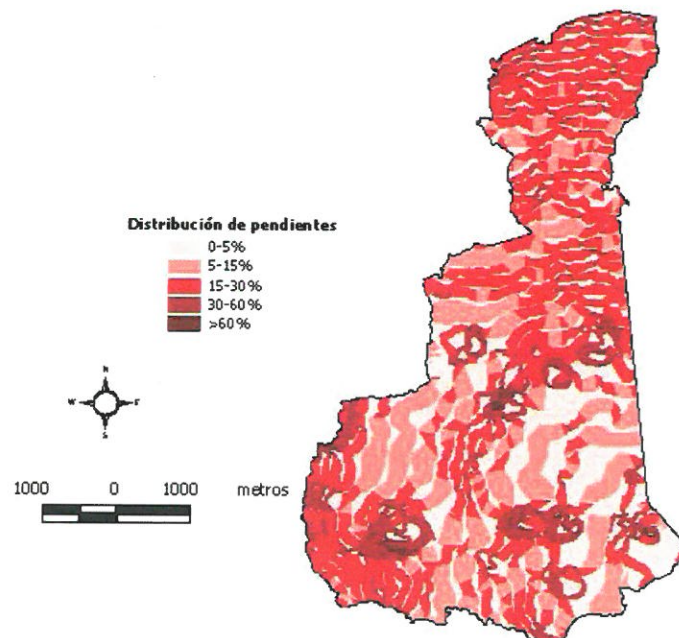 Distribución de pendientes
0-5%
5-15%
15-30%
30-60%
>60%
N
W E
S
1000 0 1000 metros